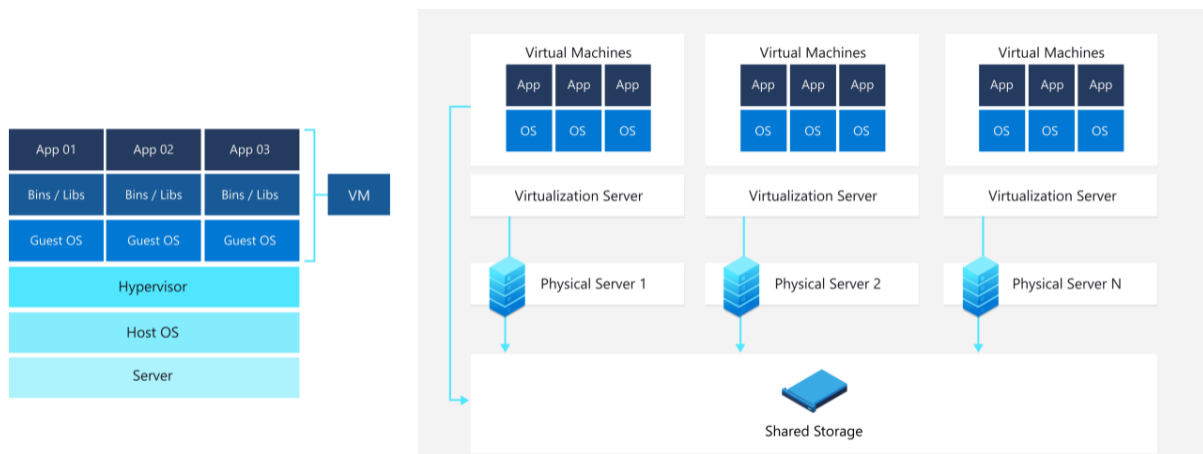 App 01 App 02 App 03
Bins / Libs Bins / Libs Bins / Libs
VM
Guest OS Guest OS Guest OS
Hypervisor
Host OS
Server
Virtual Machines Virtual Machines Virtual Machines
App App App App App App App App App
OS OS OS OS OS OS OS OS OS
Virtualization Server Virtualization Server Virtualization Server
Physical Server 1 Physical Server 2 Physical Server N
Shared Storage